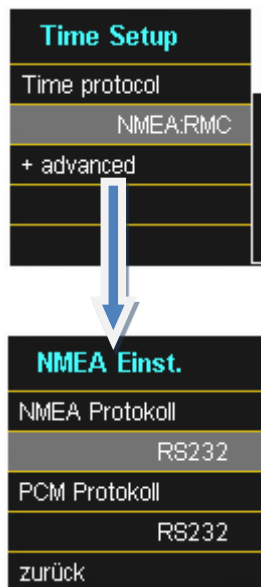 Time Setup
Time protocol
NMEA:RMC
+ advanced
NMEA Einst.
NMEA Protokoll
RS232
PCM Protokoll
RS232
zurück